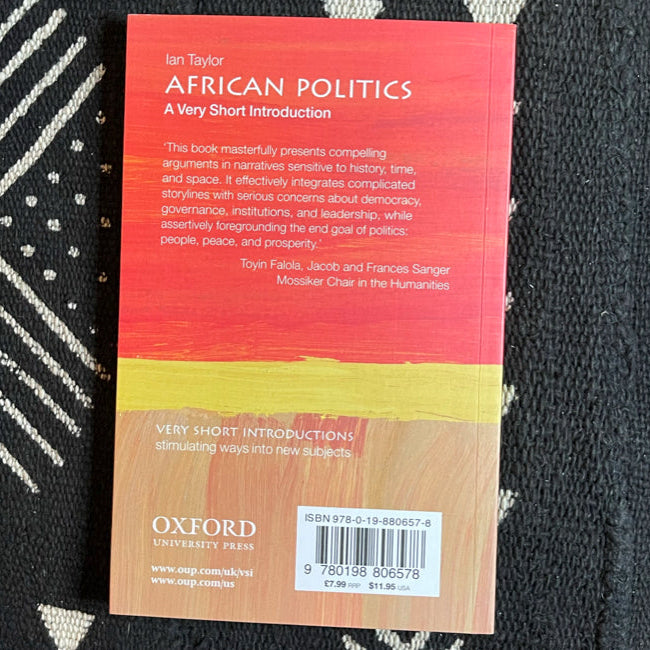 Ian Taylor
AFRICAN POLITICS
A Very Short Introduction
‘This book masterfully presents compelling
arguments in narratives sensitive to history, time,
and space. It effectively integrates complicated
storylines with serious concerns about democracy,
governance, institutions, and leadership, while
assertively foregrounding the end goal of politics:
people, peace, and prosperity.’
Toyin Falola, Jacob and Frances Sanger
Mossiker Chair in the Humanities
VERY SHORT INTRODUCTIONS
stimulating ways into new subjects
OXFORD
UNIVERSITY PRESS
www.oup.com/uk/vsi
www.oup.com/us
ISBN 978-0-19-880657-8
9 780198 806578
£7.99 RRP $11.95 USA